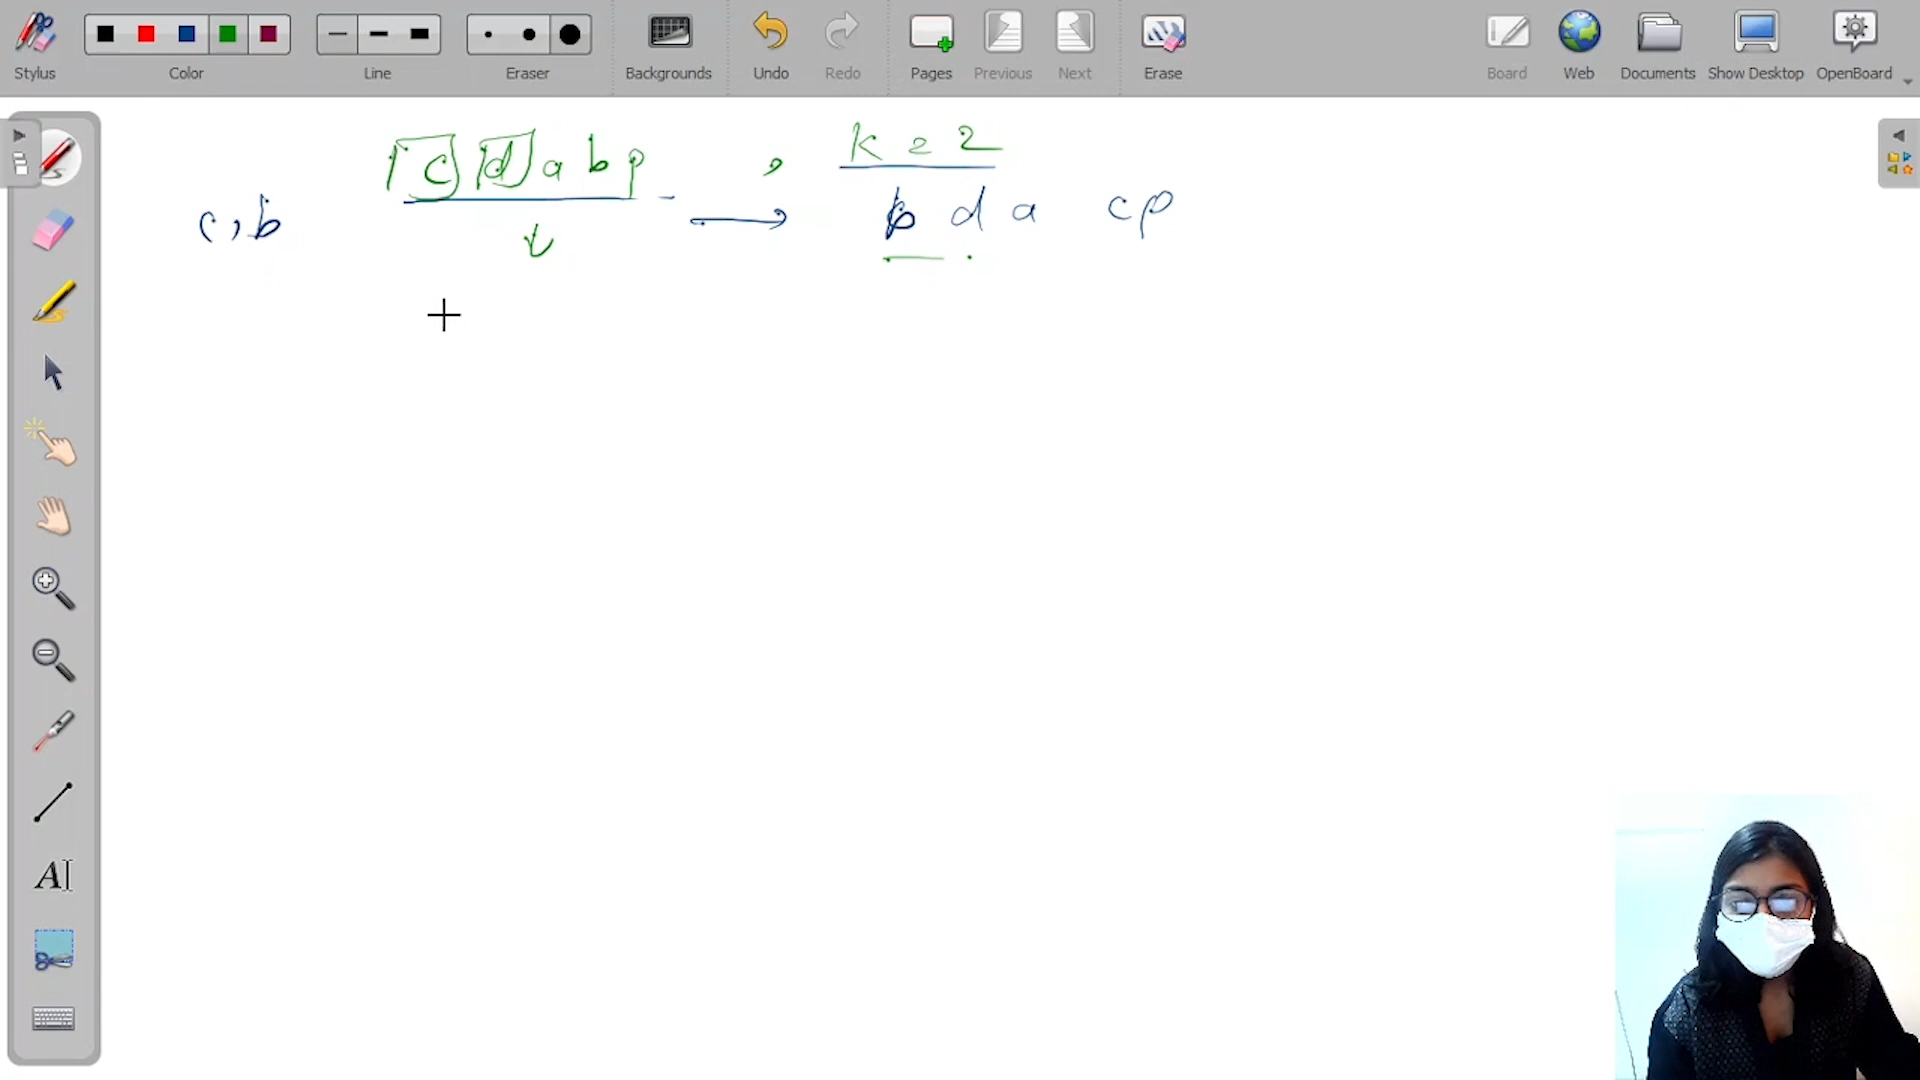 Stylus
Color
Line
Eraser
Backgrounds
Undo
Redo
Pages
Previous
Next
Erase
Board
Web
Documents
Show Desktop
OpenBoard
c d a b p , k = 2
c, b → b d a c p
A